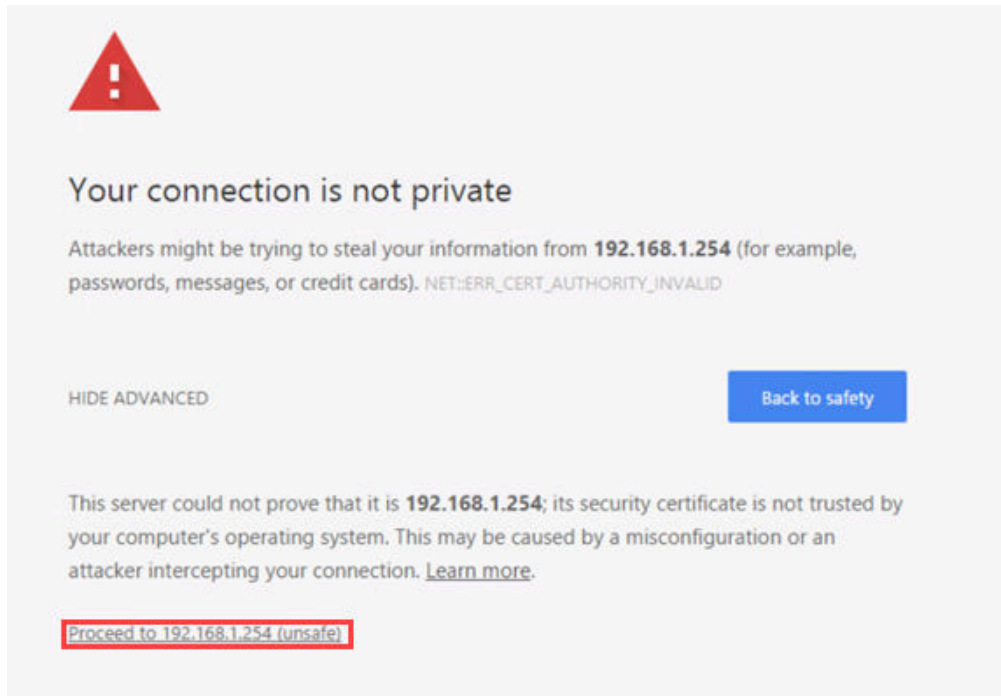 Your connection is not private
Attackers might be trying to steal your information from 192.168.1.254 (for example,
passwords, messages, or credit cards). NET::ERR_CERT_AUTHORITY_INVALID
HIDE ADVANCED
Back to safety
This server could not prove that it is 192.168.1.254; its security certificate is not trusted by
your computer's operating system. This may be caused by a misconfiguration or an
attacker intercepting your connection. Learn more.
Proceed to 192.168.1.254 (unsafe)